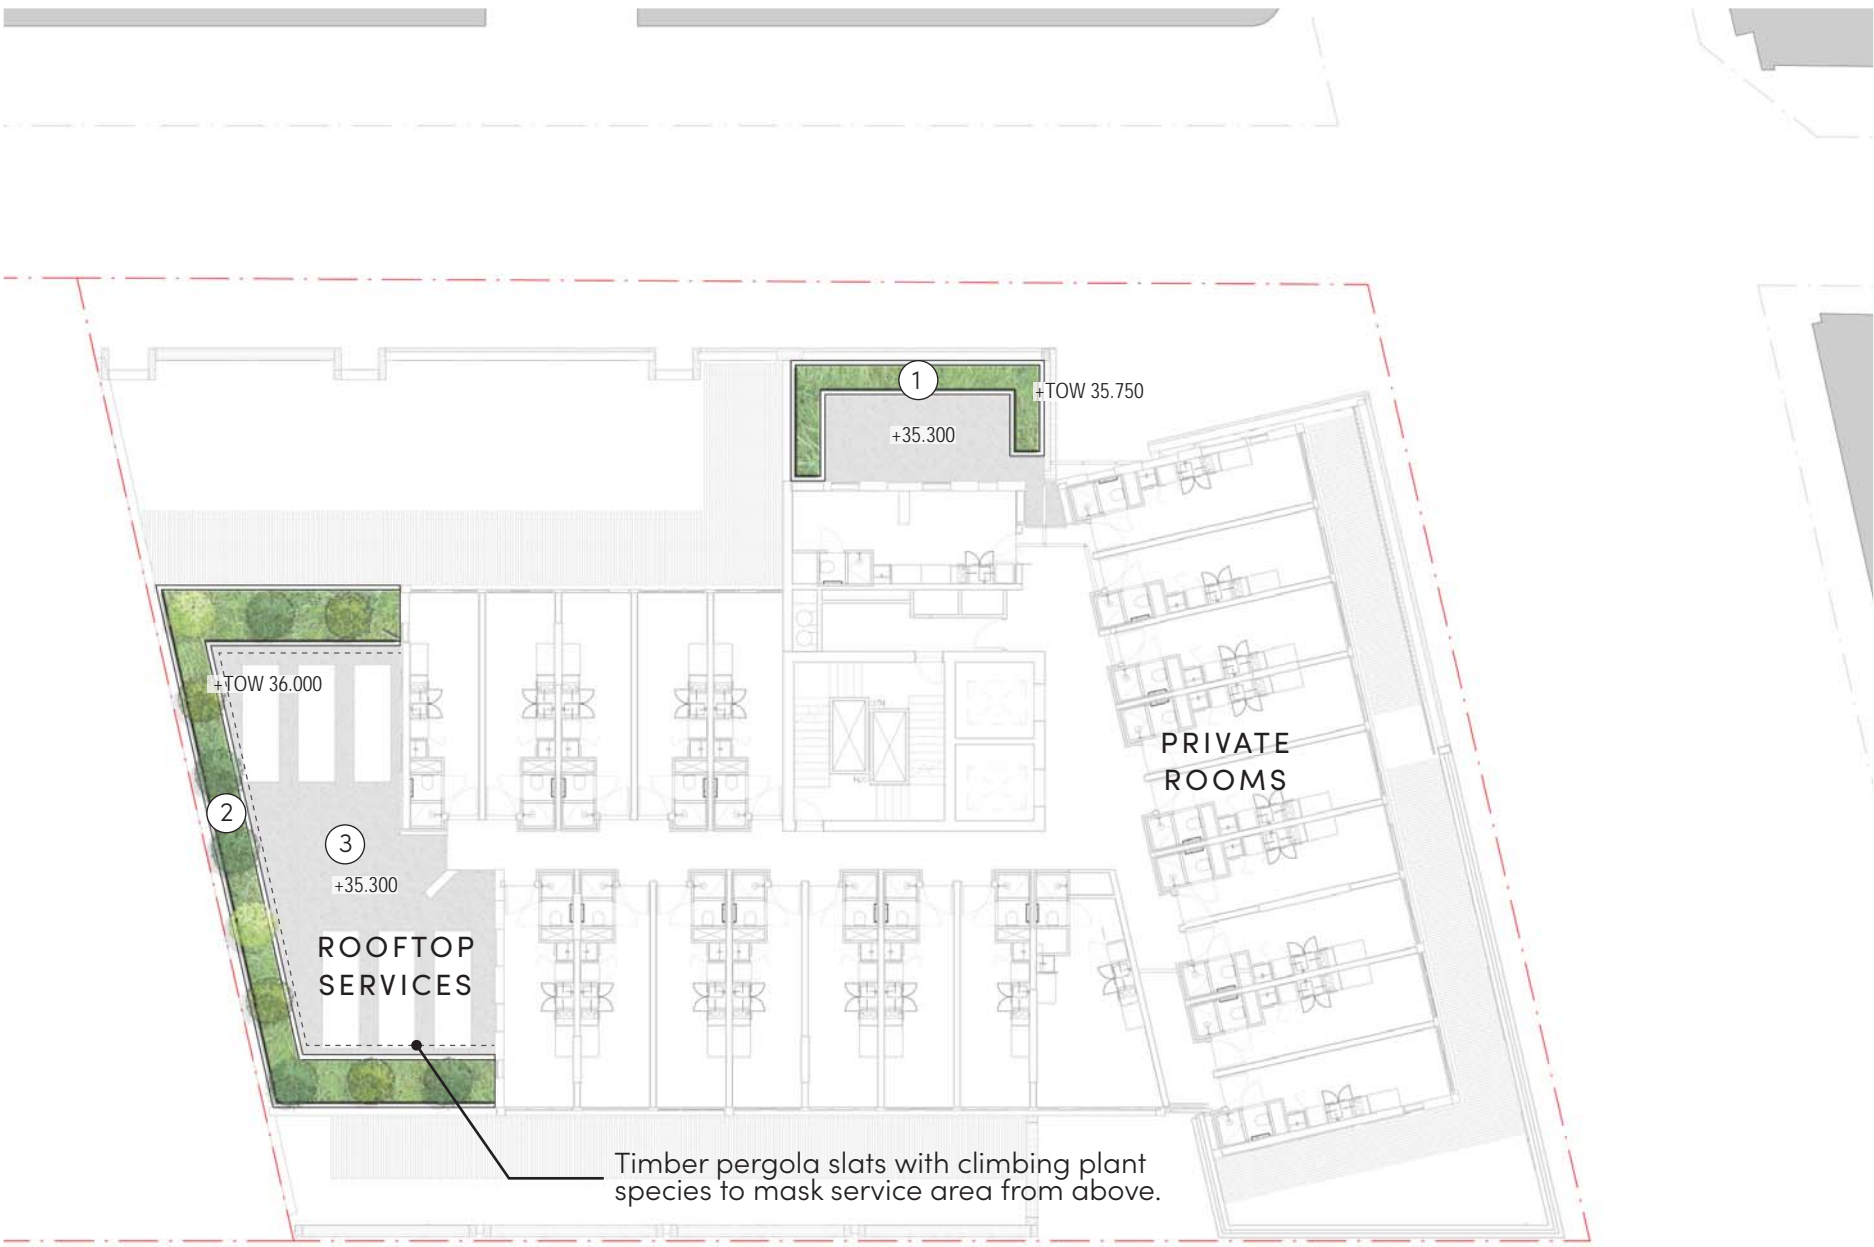 1
+TOW 35.750
+35.300
+TOW 36.000
PRIVATE
ROOMS
2
3
+35.300
ROOFTOP
SERVICES
Timber pergola slats with climbing plant
species to mask service area from above.